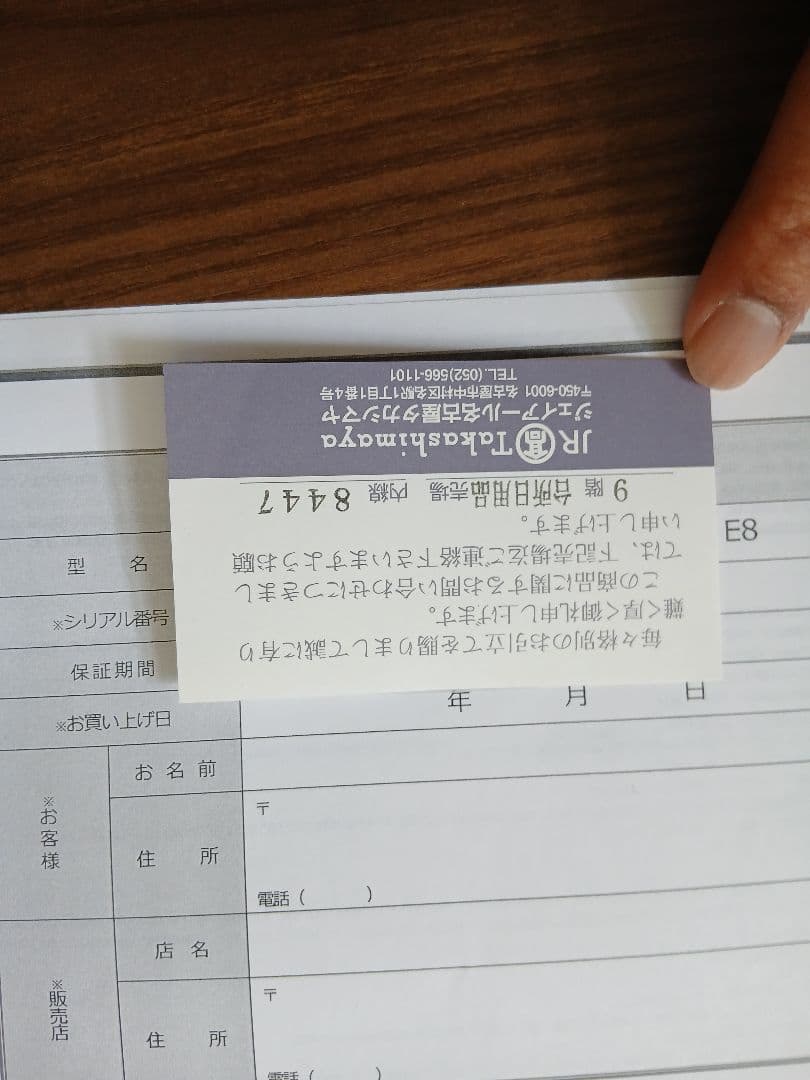 毎々格別のお引立てを賜りまして誠に有り
難く厚く御礼申し上げます。
この商品に関するお問い合わせにつきまし
ては、下記売場迄ご連絡下さいますようお願
い申し上げます。
9 階 台所日用品売場 内線 8447
JR 髙 Takashimaya
ジェイアール名古屋タカシマヤ
〒450-6001 名古屋市中村区名駅1丁目1番4号
TEL. (052)566-1101
型 名 E8
※シリアル番号
保証期間
※お買い上げ日 年 月 日
※お客様
お名前
住 所 〒
電話 ( )
※販売店
店 名
住 所 〒
電話 ( )